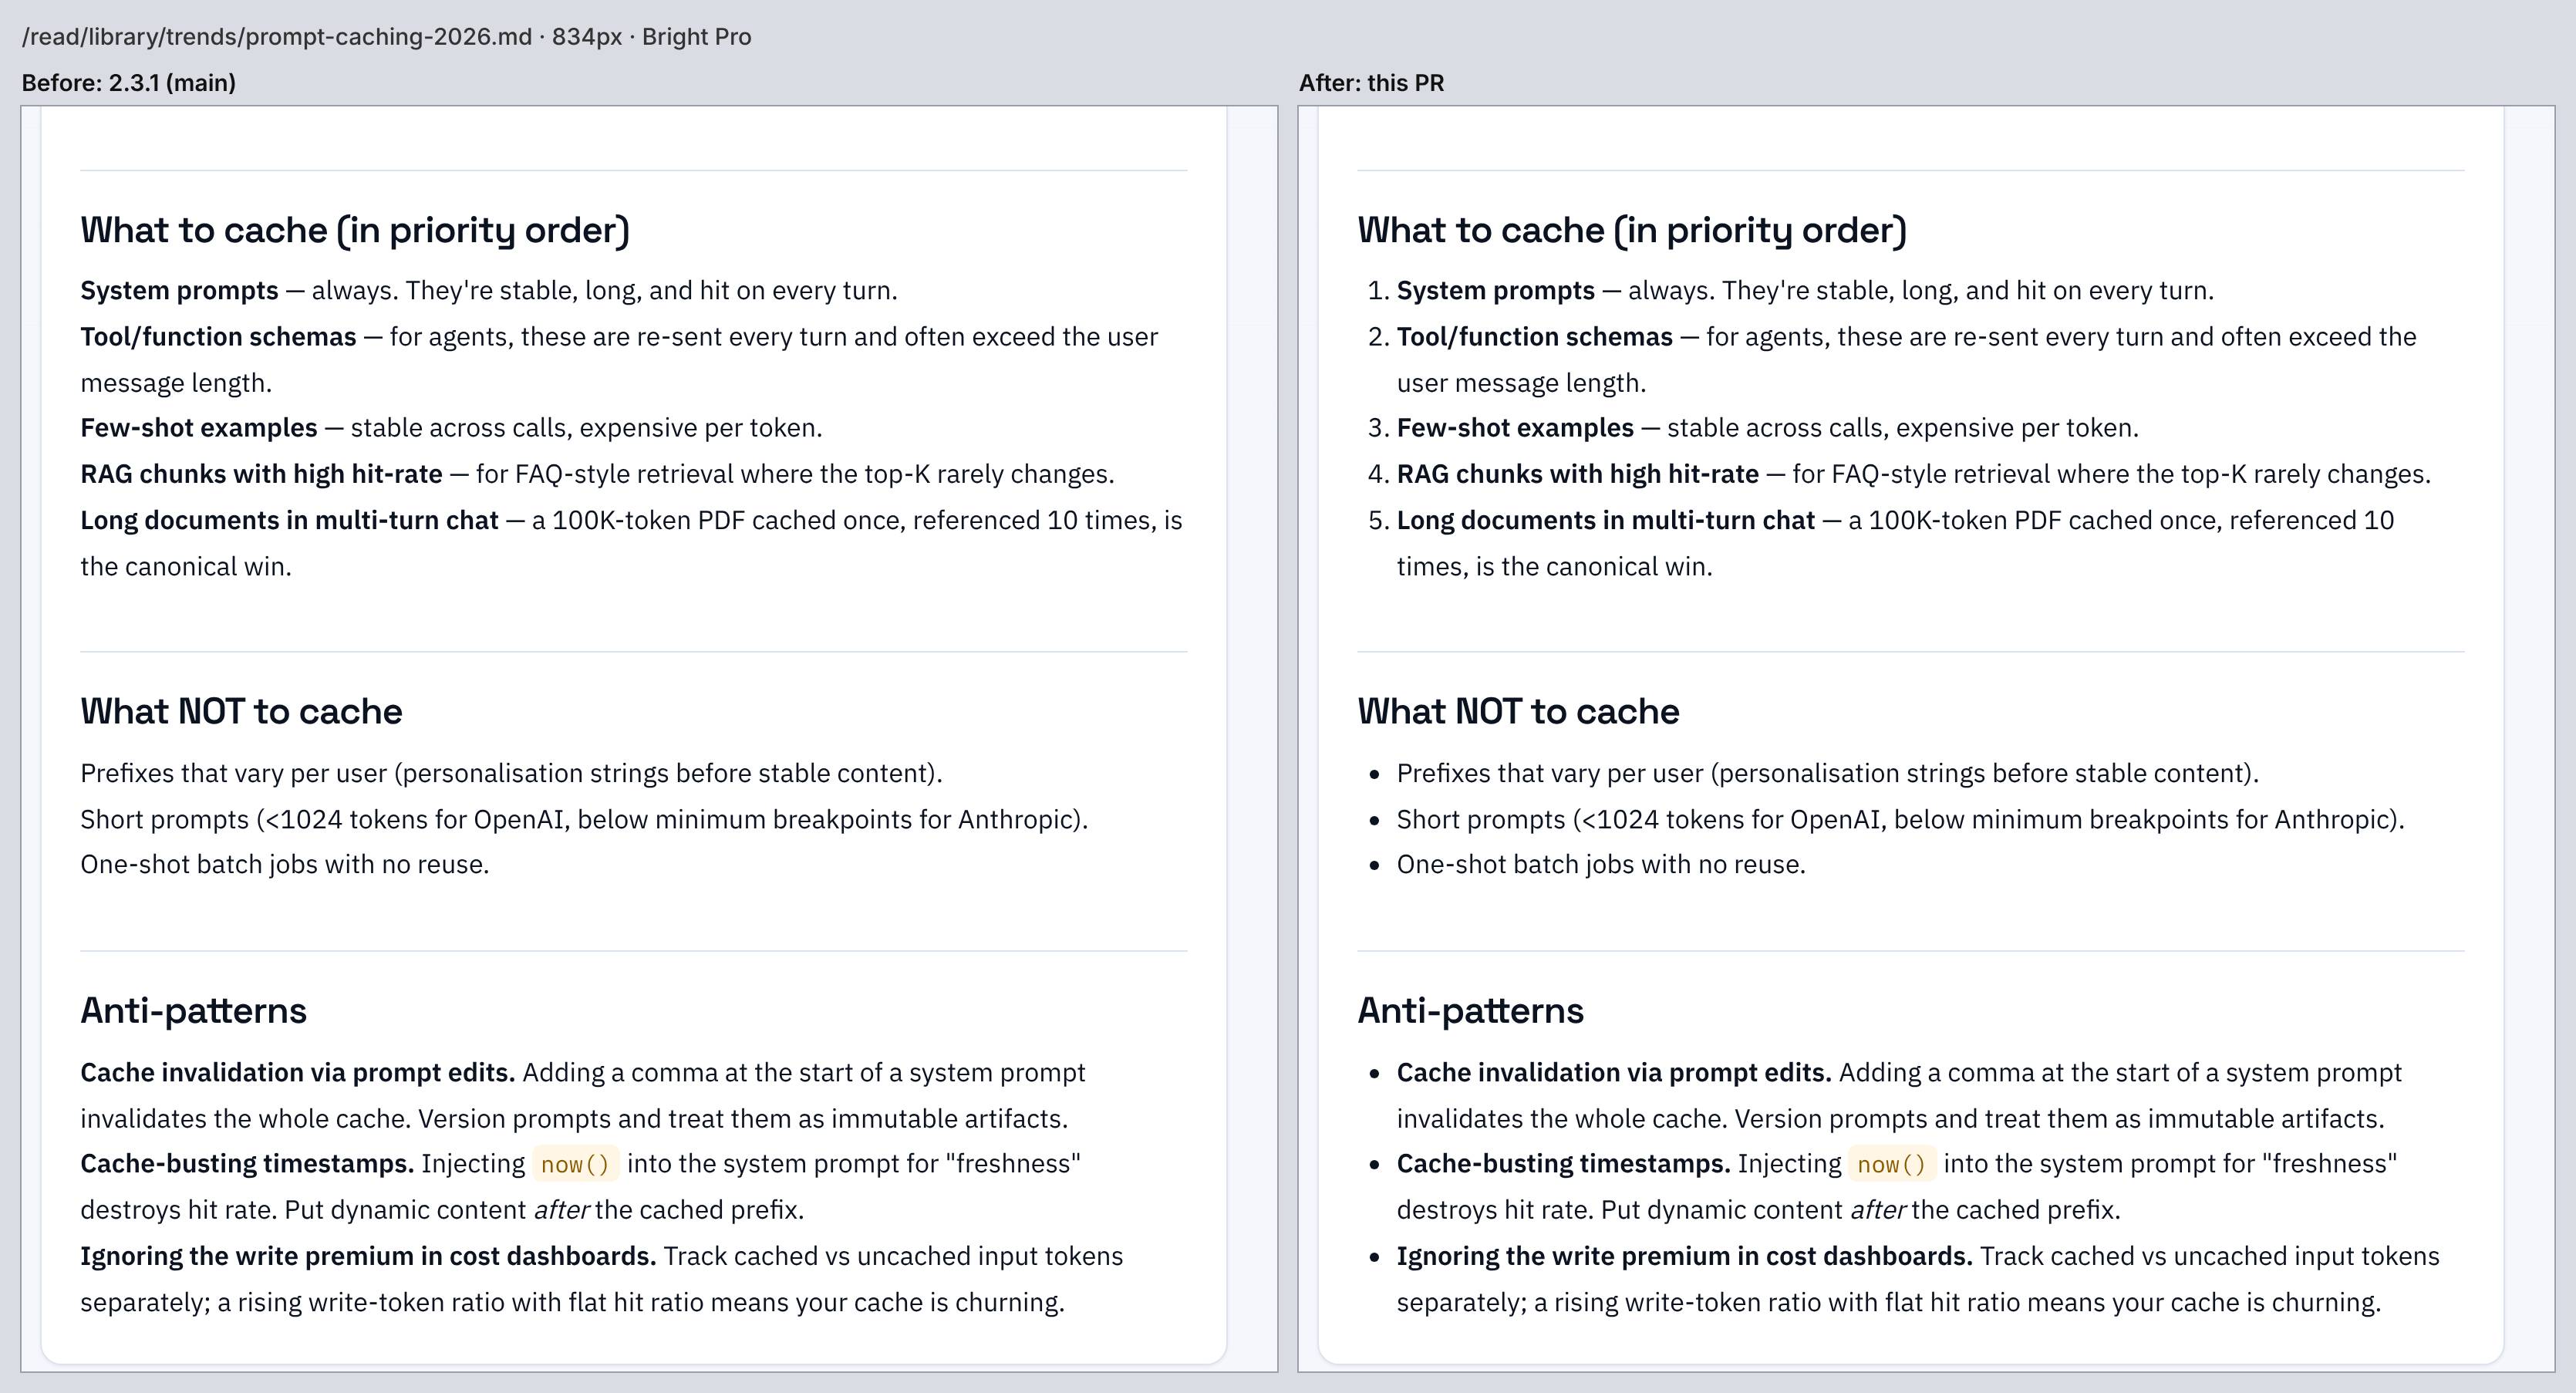 /read/library/trends/prompt-caching-2026.md · 834px · Bright Pro
Before: 2.3.1 (main)
What to cache (in priority order)
System prompts — always. They're stable, long, and hit on every turn.
Tool/function schemas — for agents, these are re-sent every turn and often exceed the user
message length.
Few-shot examples — stable across calls, expensive per token.
RAG chunks with high hit-rate — for FAQ-style retrieval where the top-K rarely changes.
Long documents in multi-turn chat — a 100K-token PDF cached once, referenced 10 times, is
the canonical win.
What NOT to cache
Prefixes that vary per user (personalisation strings before stable content).
Short prompts (<1024 tokens for OpenAI, below minimum breakpoints for Anthropic).
One-shot batch jobs with no reuse.
Anti-patterns
Cache invalidation via prompt edits. Adding a comma at the start of a system prompt
invalidates the whole cache. Version prompts and treat them as immutable artifacts.
Cache-busting timestamps. Injecting now() into the system prompt for "freshness"
destroys hit rate. Put dynamic content after the cached prefix.
Ignoring the write premium in cost dashboards. Track cached vs uncached input tokens
separately; a rising write-token ratio with flat hit ratio means your cache is churning.
After: this PR
What to cache (in priority order)
1. System prompts — always. They're stable, long, and hit on every turn.
2. Tool/function schemas — for agents, these are re-sent every turn and often exceed the
user message length.
3. Few-shot examples — stable across calls, expensive per token.
4. RAG chunks with high hit-rate — for FAQ-style retrieval where the top-K rarely changes.
5. Long documents in multi-turn chat — a 100K-token PDF cached once, referenced 10
times, is the canonical win.
What NOT to cache
• Prefixes that vary per user (personalisation strings before stable content).
• Short prompts (<1024 tokens for OpenAI, below minimum breakpoints for Anthropic).
• One-shot batch jobs with no reuse.
Anti-patterns
• Cache invalidation via prompt edits. Adding a comma at the start of a system prompt
invalidates the whole cache. Version prompts and treat them as immutable artifacts.
• Cache-busting timestamps. Injecting now() into the system prompt for "freshness"
destroys hit rate. Put dynamic content after the cached prefix.
• Ignoring the write premium in cost dashboards. Track cached vs uncached input tokens
separately; a rising write-token ratio with flat hit ratio means your cache is churning.